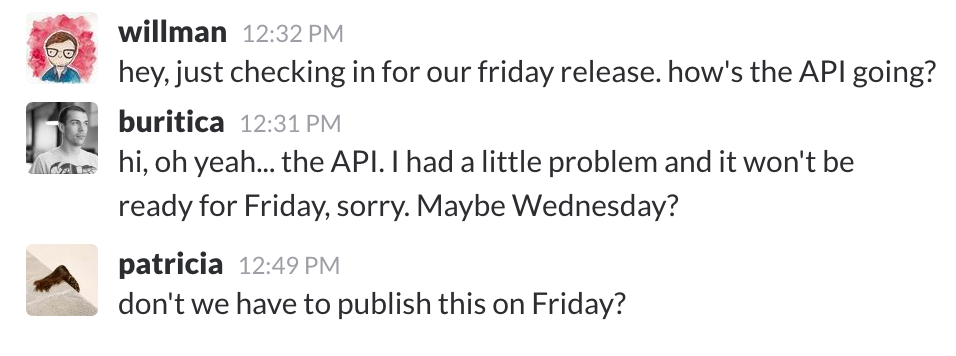 willman 12:32 PM
hey, just checking in for our friday release. how's the API going?
buritica 12:31 PM
hi, oh yeah... the API. I had a little problem and it won't be
ready for Friday, sorry. Maybe Wednesday?
patricia 12:49 PM
don't we have to publish this on Friday?